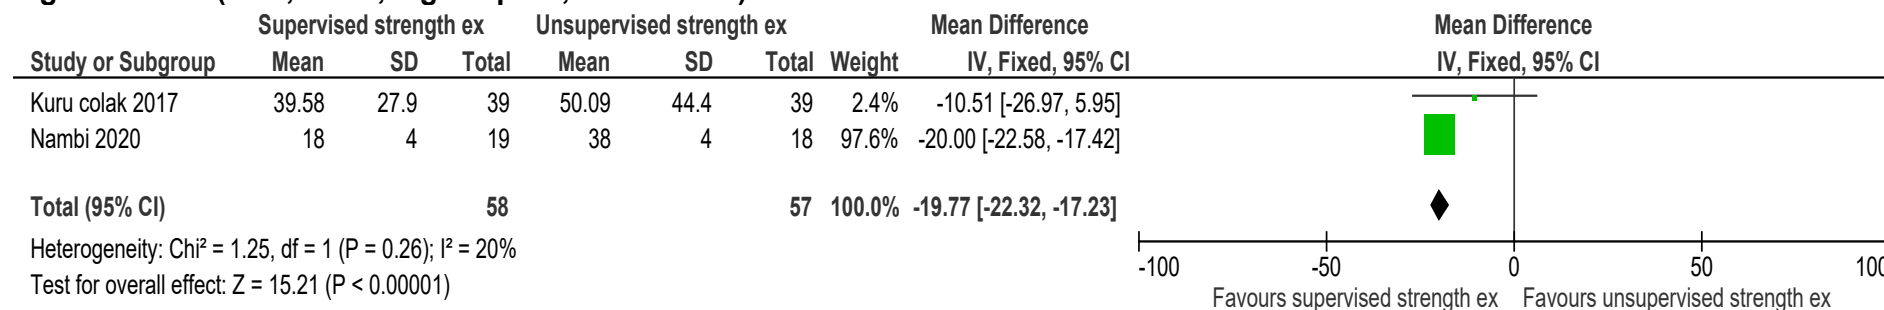 Supervised strength ex Unsupervised strength ex Mean Difference Mean Difference
Study or Subgroup Mean SD Total Mean SD Total Weight IV, Fixed, 95% CI IV, Fixed, 95% CI
Kuru colak 2017 39.58 27.9 39 50.09 44.4 39 2.4% -10.51 [-26.97, 5.95]
Nambi 2020 18 4 19 38 4 18 97.6% -20.00 [-22.58, -17.42]
Total (95% CI) 58 57 100.0% -19.77 [-22.32, -17.23]
Heterogeneity: Chi² = 1.25, df = 1 (P = 0.26); I² = 20%
Test for overall effect: Z = 15.21 (P < 0.00001)
-100 -50 0 50 100
Favours supervised strength ex Favours unsupervised strength ex